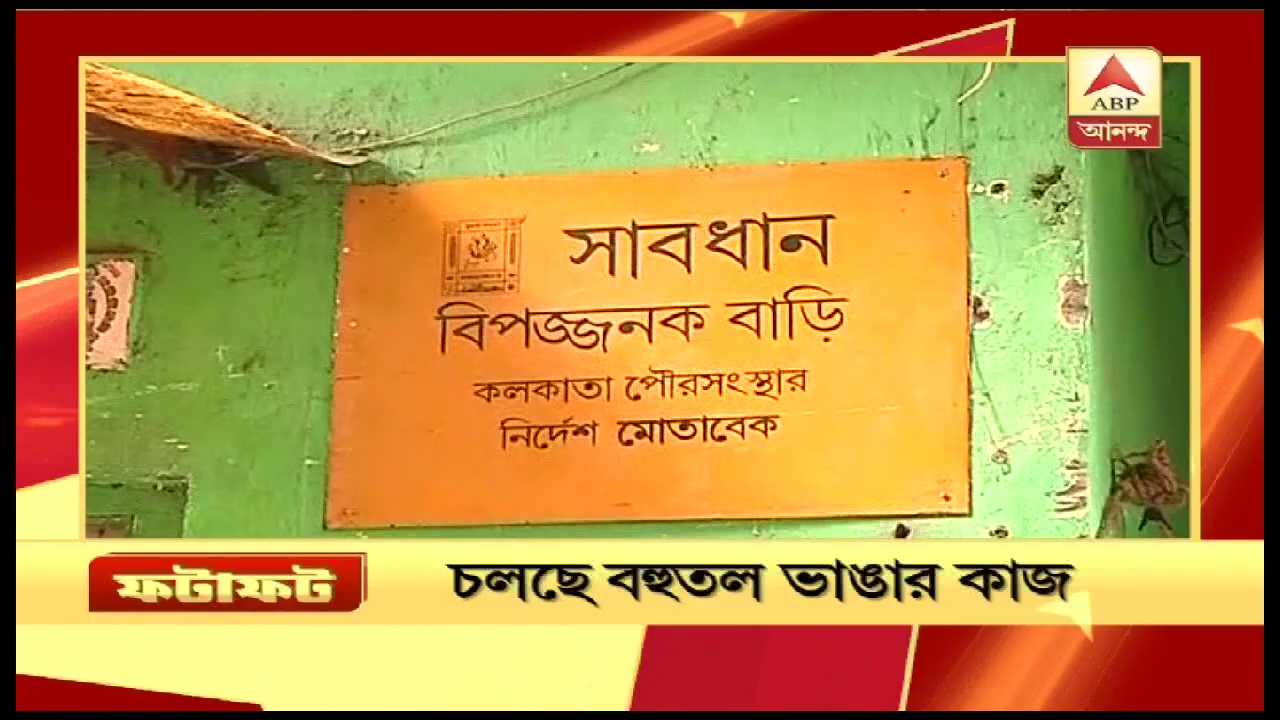 ABP
আনন্দ
সাবধান
বিপজ্জনক বাড়ি
কলকাতা পৌরসংস্থার
নির্দেশ মোতাবেক
ফটাফট
চলছে বহুতল ভাঙার কাজ